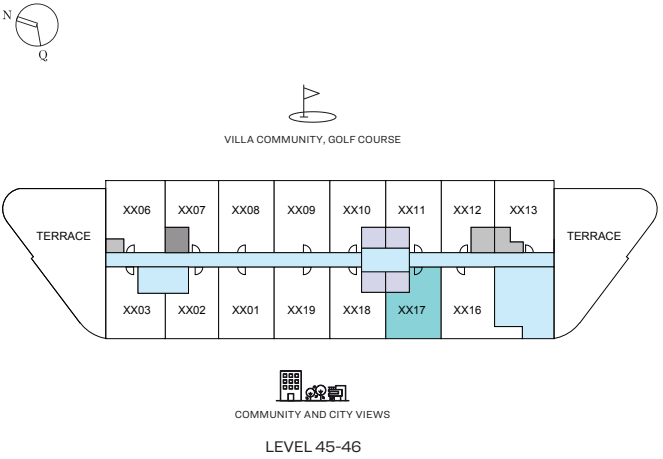 N
Q
VILLA COMMUNITY, GOLF COURSE
XX06 XX07 XX08 XX09 XX10 XX11 XX12 XX13
TERRACE TERRACE
XX03 XX02 XX01 XX19 XX18 XX17 XX16
COMMUNITY AND CITY VIEWS
LEVEL 45-46